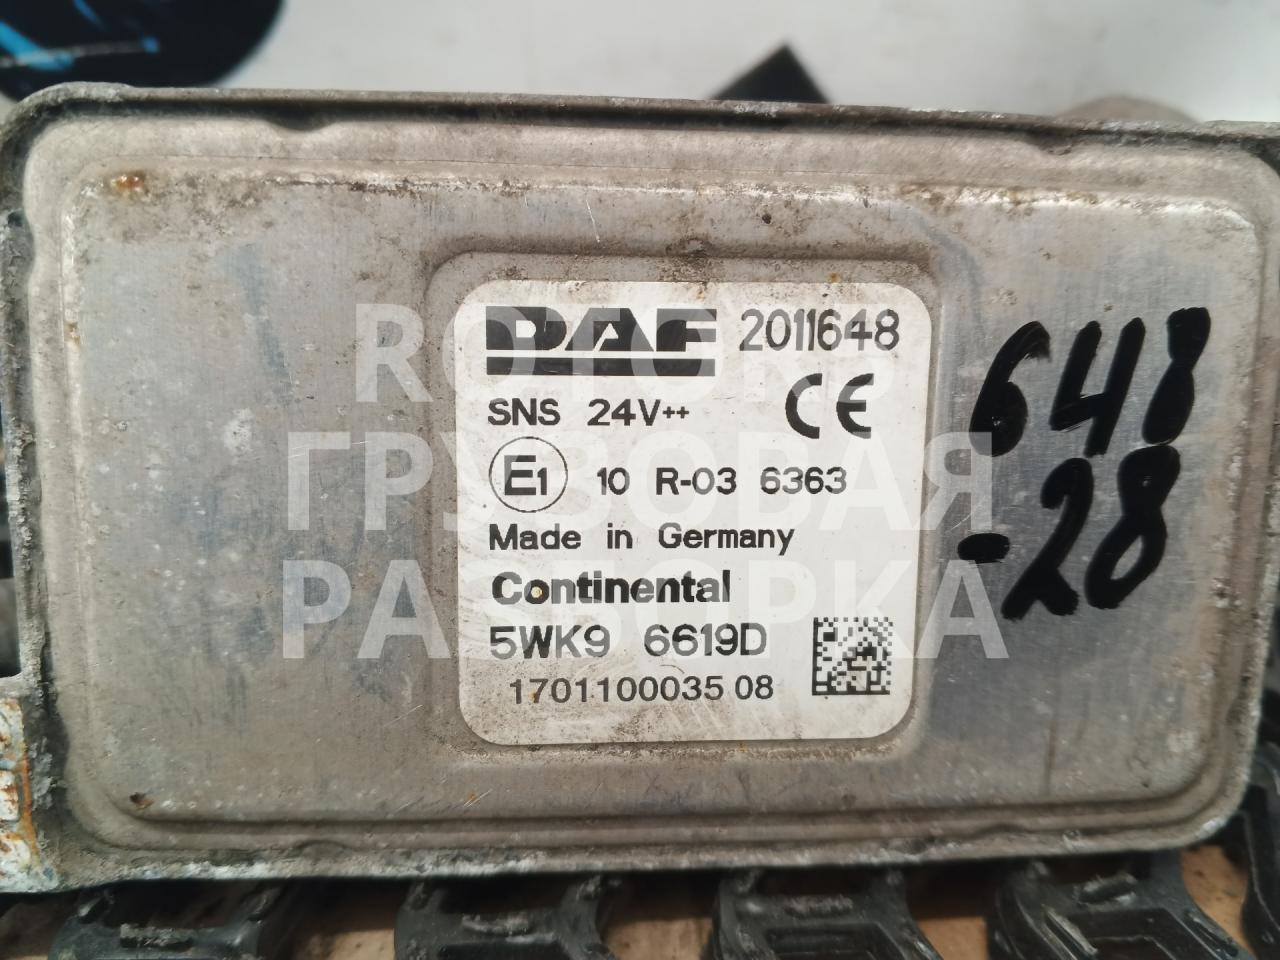 DAF 2011648
SNS 24V++ CE
E1 10 R-03 6363
Made in Germany
Continental
5WK9 6619D
1701100035 08
648
-28
ROTORB
ГРУЗОВАЯ
РАЗБОРКА